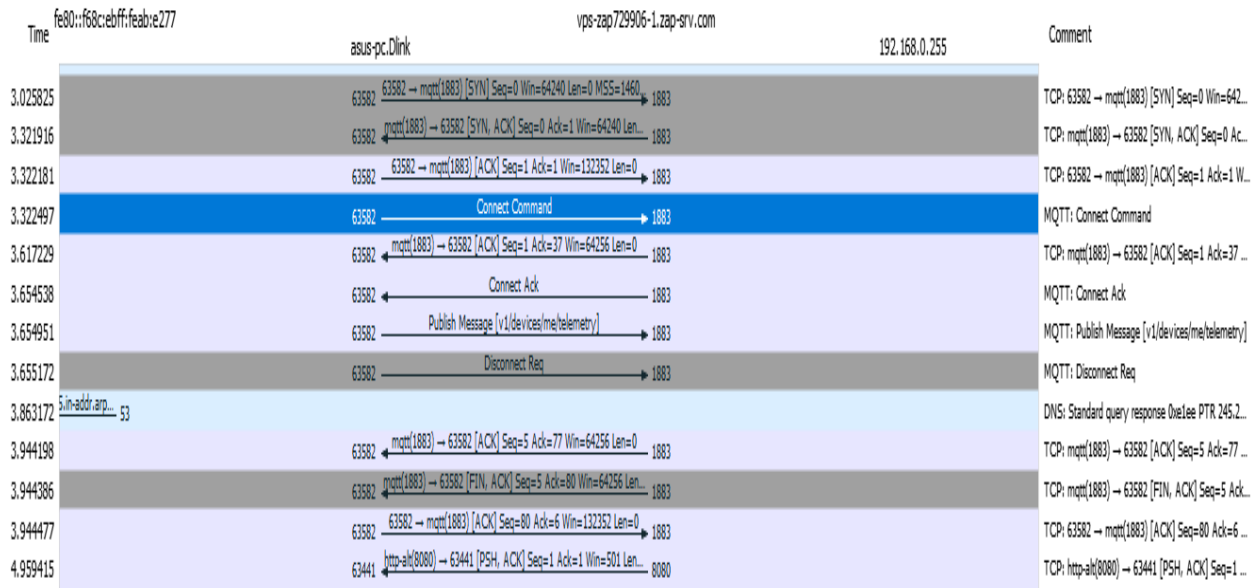 fe80::f68c:ebff:feab:e277 vps-zap729906-1.zap-srv.com
Time asus-pc.Dlink 192.168.0.255 Comment
3.025825 63582 63582 → mqtt(1883) [SYN] Seq=0 Win=64240 Len=0 MSS=1460... 1883 TCP: 63582 → mqtt(1883) [SYN] Seq=0 Win=642...
3.321916 63582 mqtt(1883) → 63582 [SYN, ACK] Seq=0 Ack=1 Win=64240 Len... 1883 TCP: mqtt(1883) → 63582 [SYN, ACK] Seq=0 Ac...
3.322181 63582 63582 → mqtt(1883) [ACK] Seq=1 Ack=1 Win=132352 Len=0 1883 TCP: 63582 → mqtt(1883) [ACK] Seq=1 Ack=1 W...
3.322497 63582 Connect Command 1883 MQTT: Connect Command
3.617229 63582 mqtt(1883) → 63582 [ACK] Seq=1 Ack=37 Win=64256 Len=0 1883 TCP: mqtt(1883) → 63582 [ACK] Seq=1 Ack=37 ...
3.654538 63582 Connect Ack 1883 MQTT: Connect Ack
3.654951 63582 Publish Message [v1/devices/me/telemetry] 1883 MQTT: Publish Message [v1/devices/me/telemetry]
3.655172 63582 Disconnect Req 1883 MQTT: Disconnect Req
3.863172 5.in-addr.arp... 53 DNS: Standard query response 0xe1ee PTR 245.2...
3.944198 63582 mqtt(1883) → 63582 [ACK] Seq=5 Ack=77 Win=64256 Len=0 1883 TCP: mqtt(1883) → 63582 [ACK] Seq=5 Ack=77 ...
3.944386 63582 mqtt(1883) → 63582 [FIN, ACK] Seq=5 Ack=80 Win=64256 Len... 1883 TCP: mqtt(1883) → 63582 [FIN, ACK] Seq=5 Ack...
3.944477 63582 63582 → mqtt(1883) [ACK] Seq=80 Ack=6 Win=132352 Len=0 1883 TCP: 63582 → mqtt(1883) [ACK] Seq=80 Ack=6 ...
4.959415 63441 http-alt(8080) → 63441 [PSH, ACK] Seq=1 Ack=1 Win=501 Len... 8080 TCP: http-alt(8080) → 63441 [PSH, ACK] Seq=1 ...